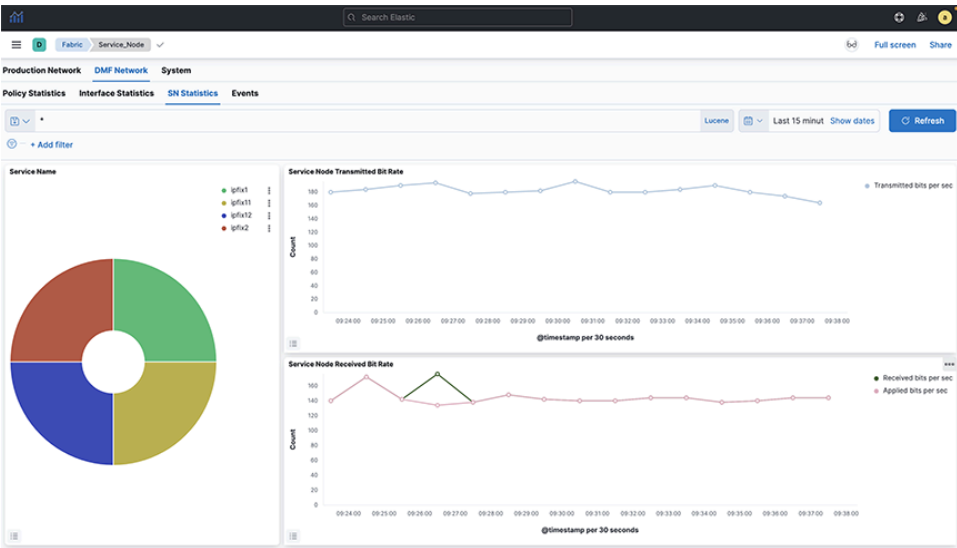 Search Elastic
a
D Fabric Service_Node Full screen Share
Production Network DMF Network System
Policy Statistics Interface Statistics SN Statistics Events
* Lucene Last 15 minut Show dates Refresh
+ Add filter
Service Name
ipfix1
ipfix11
ipfix12
ipfix2
Service Node Transmitted Bit Rate
Transmitted bits per sec
180
160
140
120
100
80
60
40
20
0
Count
09:24:00 09:25:00 09:26:00 09:27:00 09:28:00 09:29:00 09:30:00 09:31:00 09:32:00 09:33:00 09:34:00 09:35:00 09:36:00 09:37:00 09:38:00
@timestamp per 30 seconds
Service Node Received Bit Rate
Received bits per sec
Applied bits per sec
160
140
120
100
80
60
40
20
0
Count
09:24:00 09:25:00 09:26:00 09:27:00 09:28:00 09:29:00 09:30:00 09:31:00 09:32:00 09:33:00 09:34:00 09:35:00 09:36:00 09:37:00 09:38:00
@timestamp per 30 seconds